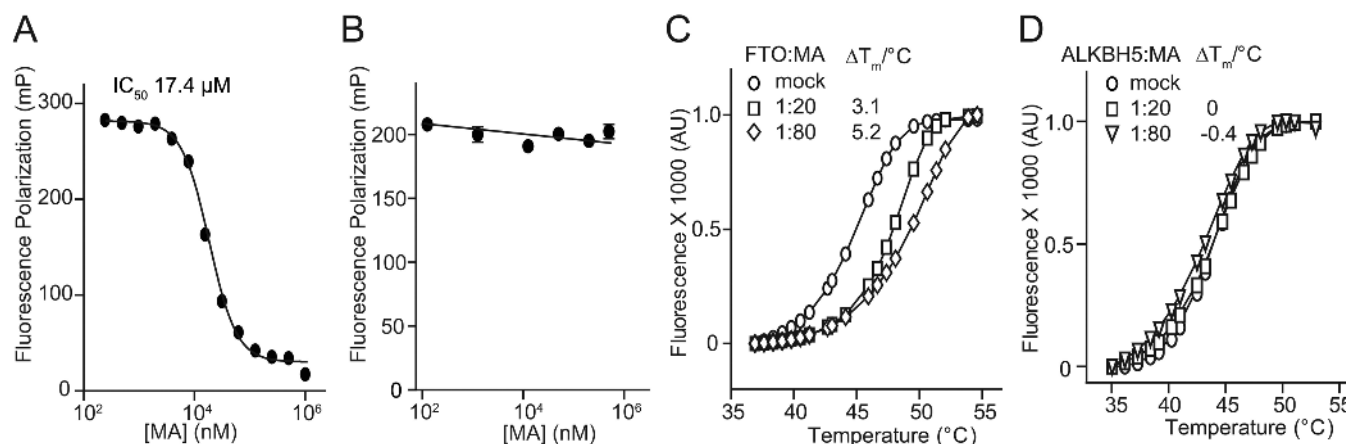 A
IC50 17.4 µM
Fluorescence Polarization (mP)
300
200
100
0
10² 10⁴ 10⁶
[MA] (nM)
B
Fluorescence Polarization (mP)
200
150
100
50
0
10² 10⁴ 10⁶
[MA] (nM)
C
FTO:MA ΔTm/°C
mock
1:20 3.1
1:80 5.2
Fluorescence X 1000 (AU)
1.0
0.5
0
35 40 45 50 55
Temperature (°C)
D
ALKBH5:MA ΔTm/°C
mock
1:20 0
1:80 -0.4
Fluorescence X 1000 (AU)
1.0
0.5
0
35 40 45 50 55
Temperature (°C)